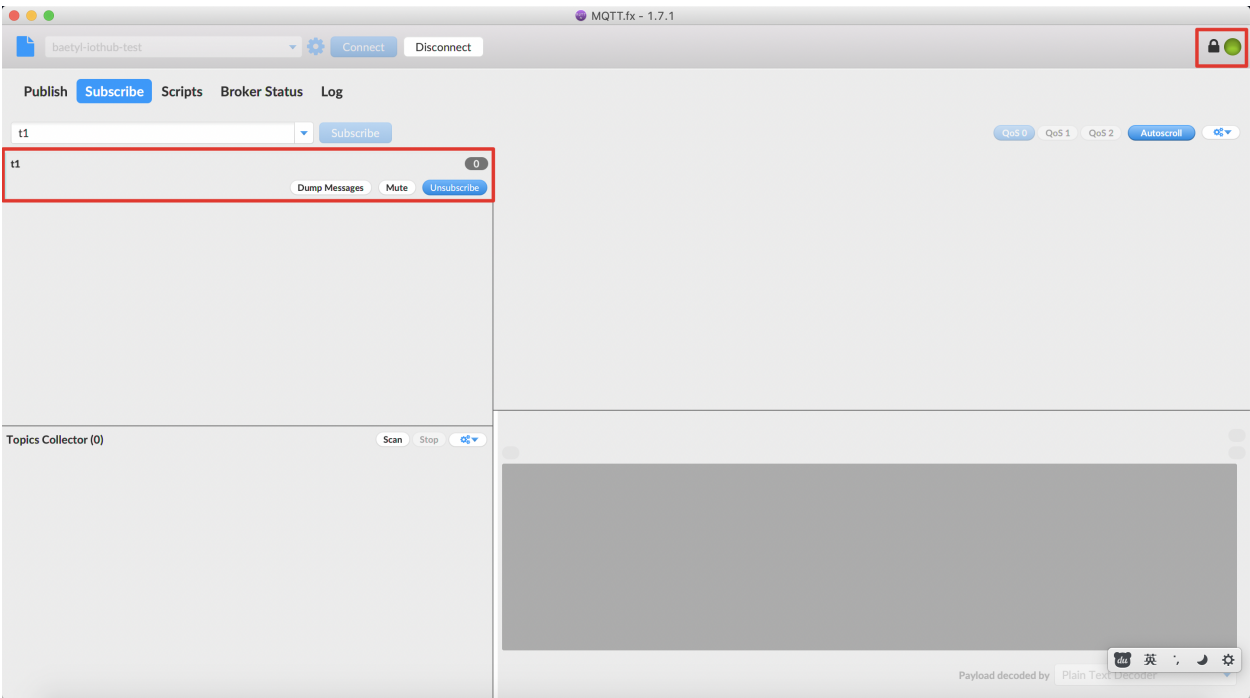 MQTT.fx - 1.7.1
baetyl-iothub-test Connect Disconnect
Publish Subscribe Scripts Broker Status Log
t1 Subscribe QoS 0 QoS 1 QoS 2 Autoscroll
t1 0
Dump Messages Mute Unsubscribe
Topics Collector (0) Scan Stop
du 英 ·,
Payload decoded by Plain Text Decoder